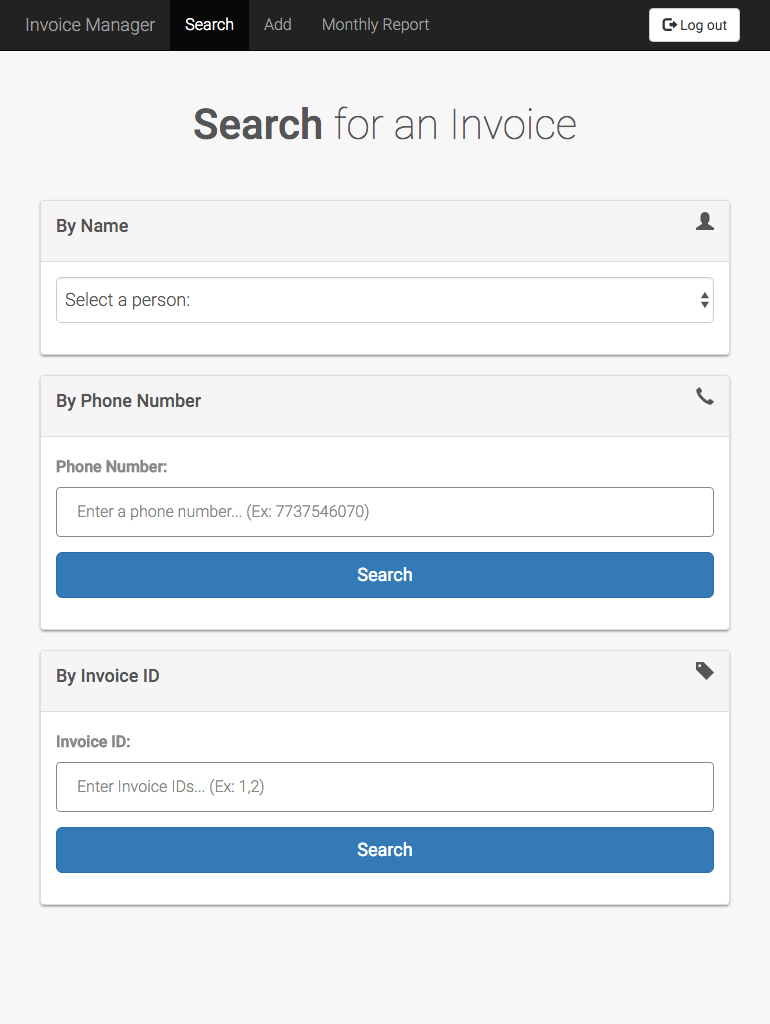 Invoice Manager Search Add Monthly Report Log out
Search for an Invoice
By Name
Select a person:
By Phone Number
Phone Number:
Enter a phone number... (Ex: 7737546070)
Search
By Invoice ID
Invoice ID:
Enter Invoice IDs... (Ex: 1,2)
Search